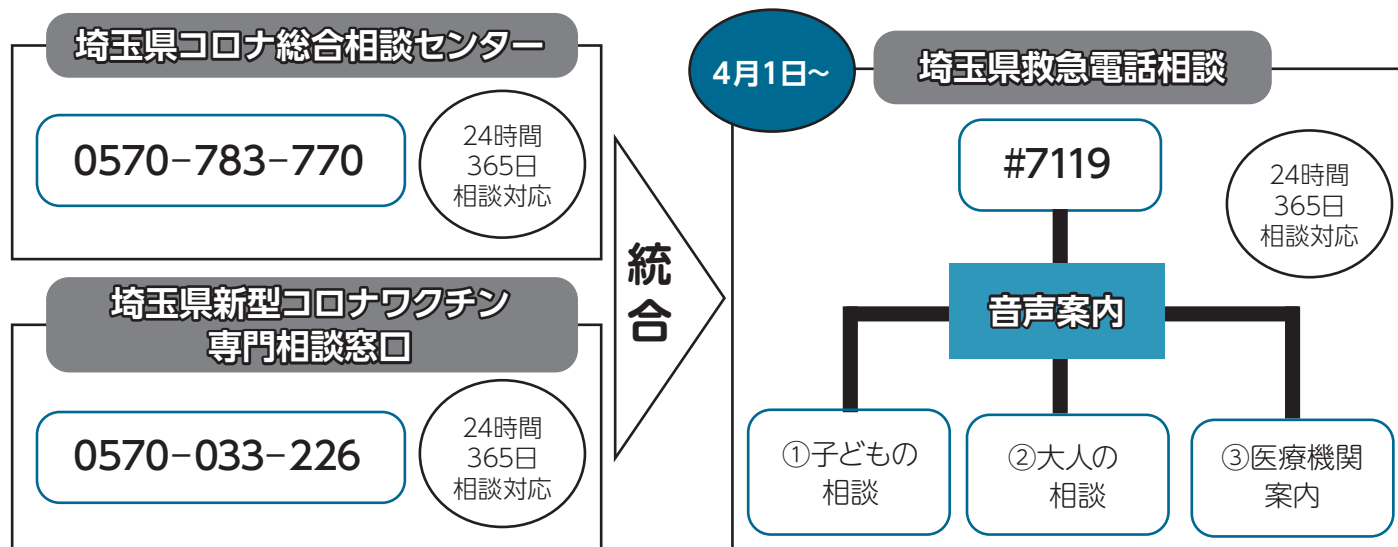 埼玉県コロナ総合相談センター
0570-783-770
24時間
365日
相談対応
埼玉県新型コロナワクチン
専門相談窓口
0570-033-226
24時間
365日
相談対応
統
合
4月1日~
埼玉県救急電話相談
#7119
24時間
365日
相談対応
音声案内
①子どもの
相談
②大人の
相談
③医療機関
案内